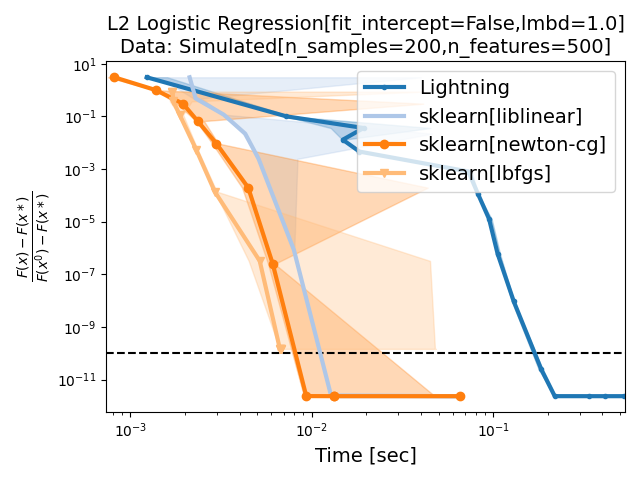 L2 Logistic Regression[fit_intercept=False,lmbd=1.0]
Data: Simulated[n_samples=200,n_features=500]
10^1
10^-1
10^-3
10^-5
10^-7
10^-9
10^-11
F(x) − F(x*)
F(x^0) − F(x*)
Lightning
sklearn[liblinear]
sklearn[newton-cg]
sklearn[lbfgs]
10^-3
10^-2
10^-1
Time [sec]